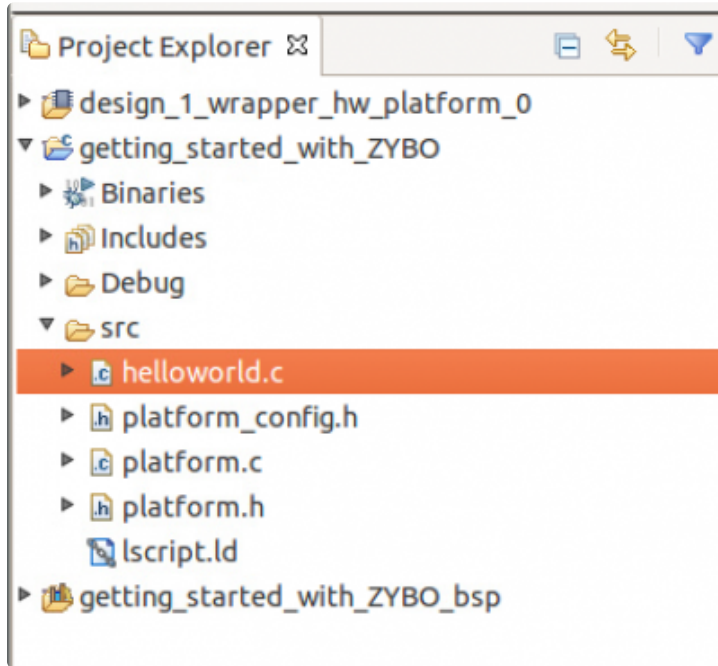 Project Explorer
design_1_wrapper_hw_platform_0
getting_started_with_ZYBO
Binaries
Includes
Debug
src
helloworld.c
platform_config.h
platform.c
platform.h
lscript.ld
getting_started_with_ZYBO_bsp